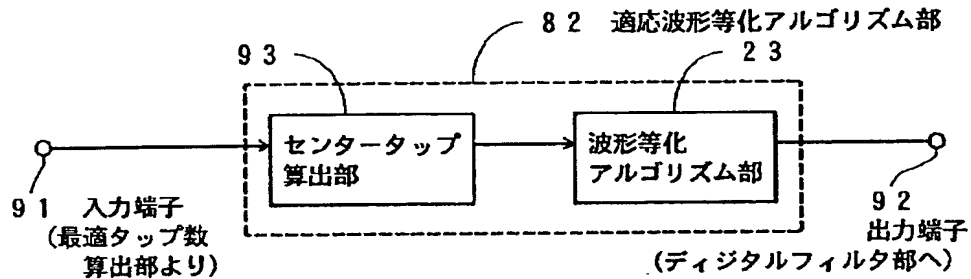 82 適応波形等化アルゴリズム部
93
23
センタータップ
算出部
波形等化
アルゴリズム部
91 入力端子
(最適タップ数
算出部より)
92
出力端子
(ディジタルフィルタ部へ)